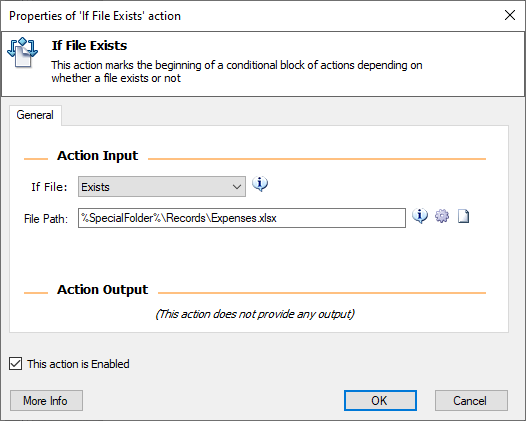 Properties of 'If File Exists' action
If File Exists
This action marks the beginning of a conditional block of actions depending on
whether a file exists or not
General
Action Input
If File: Exists
File Path: %SpecialFolder%\Records\Expenses.xlsx
Action Output
(This action does not provide any output)
This action is Enabled
More Info OK Cancel